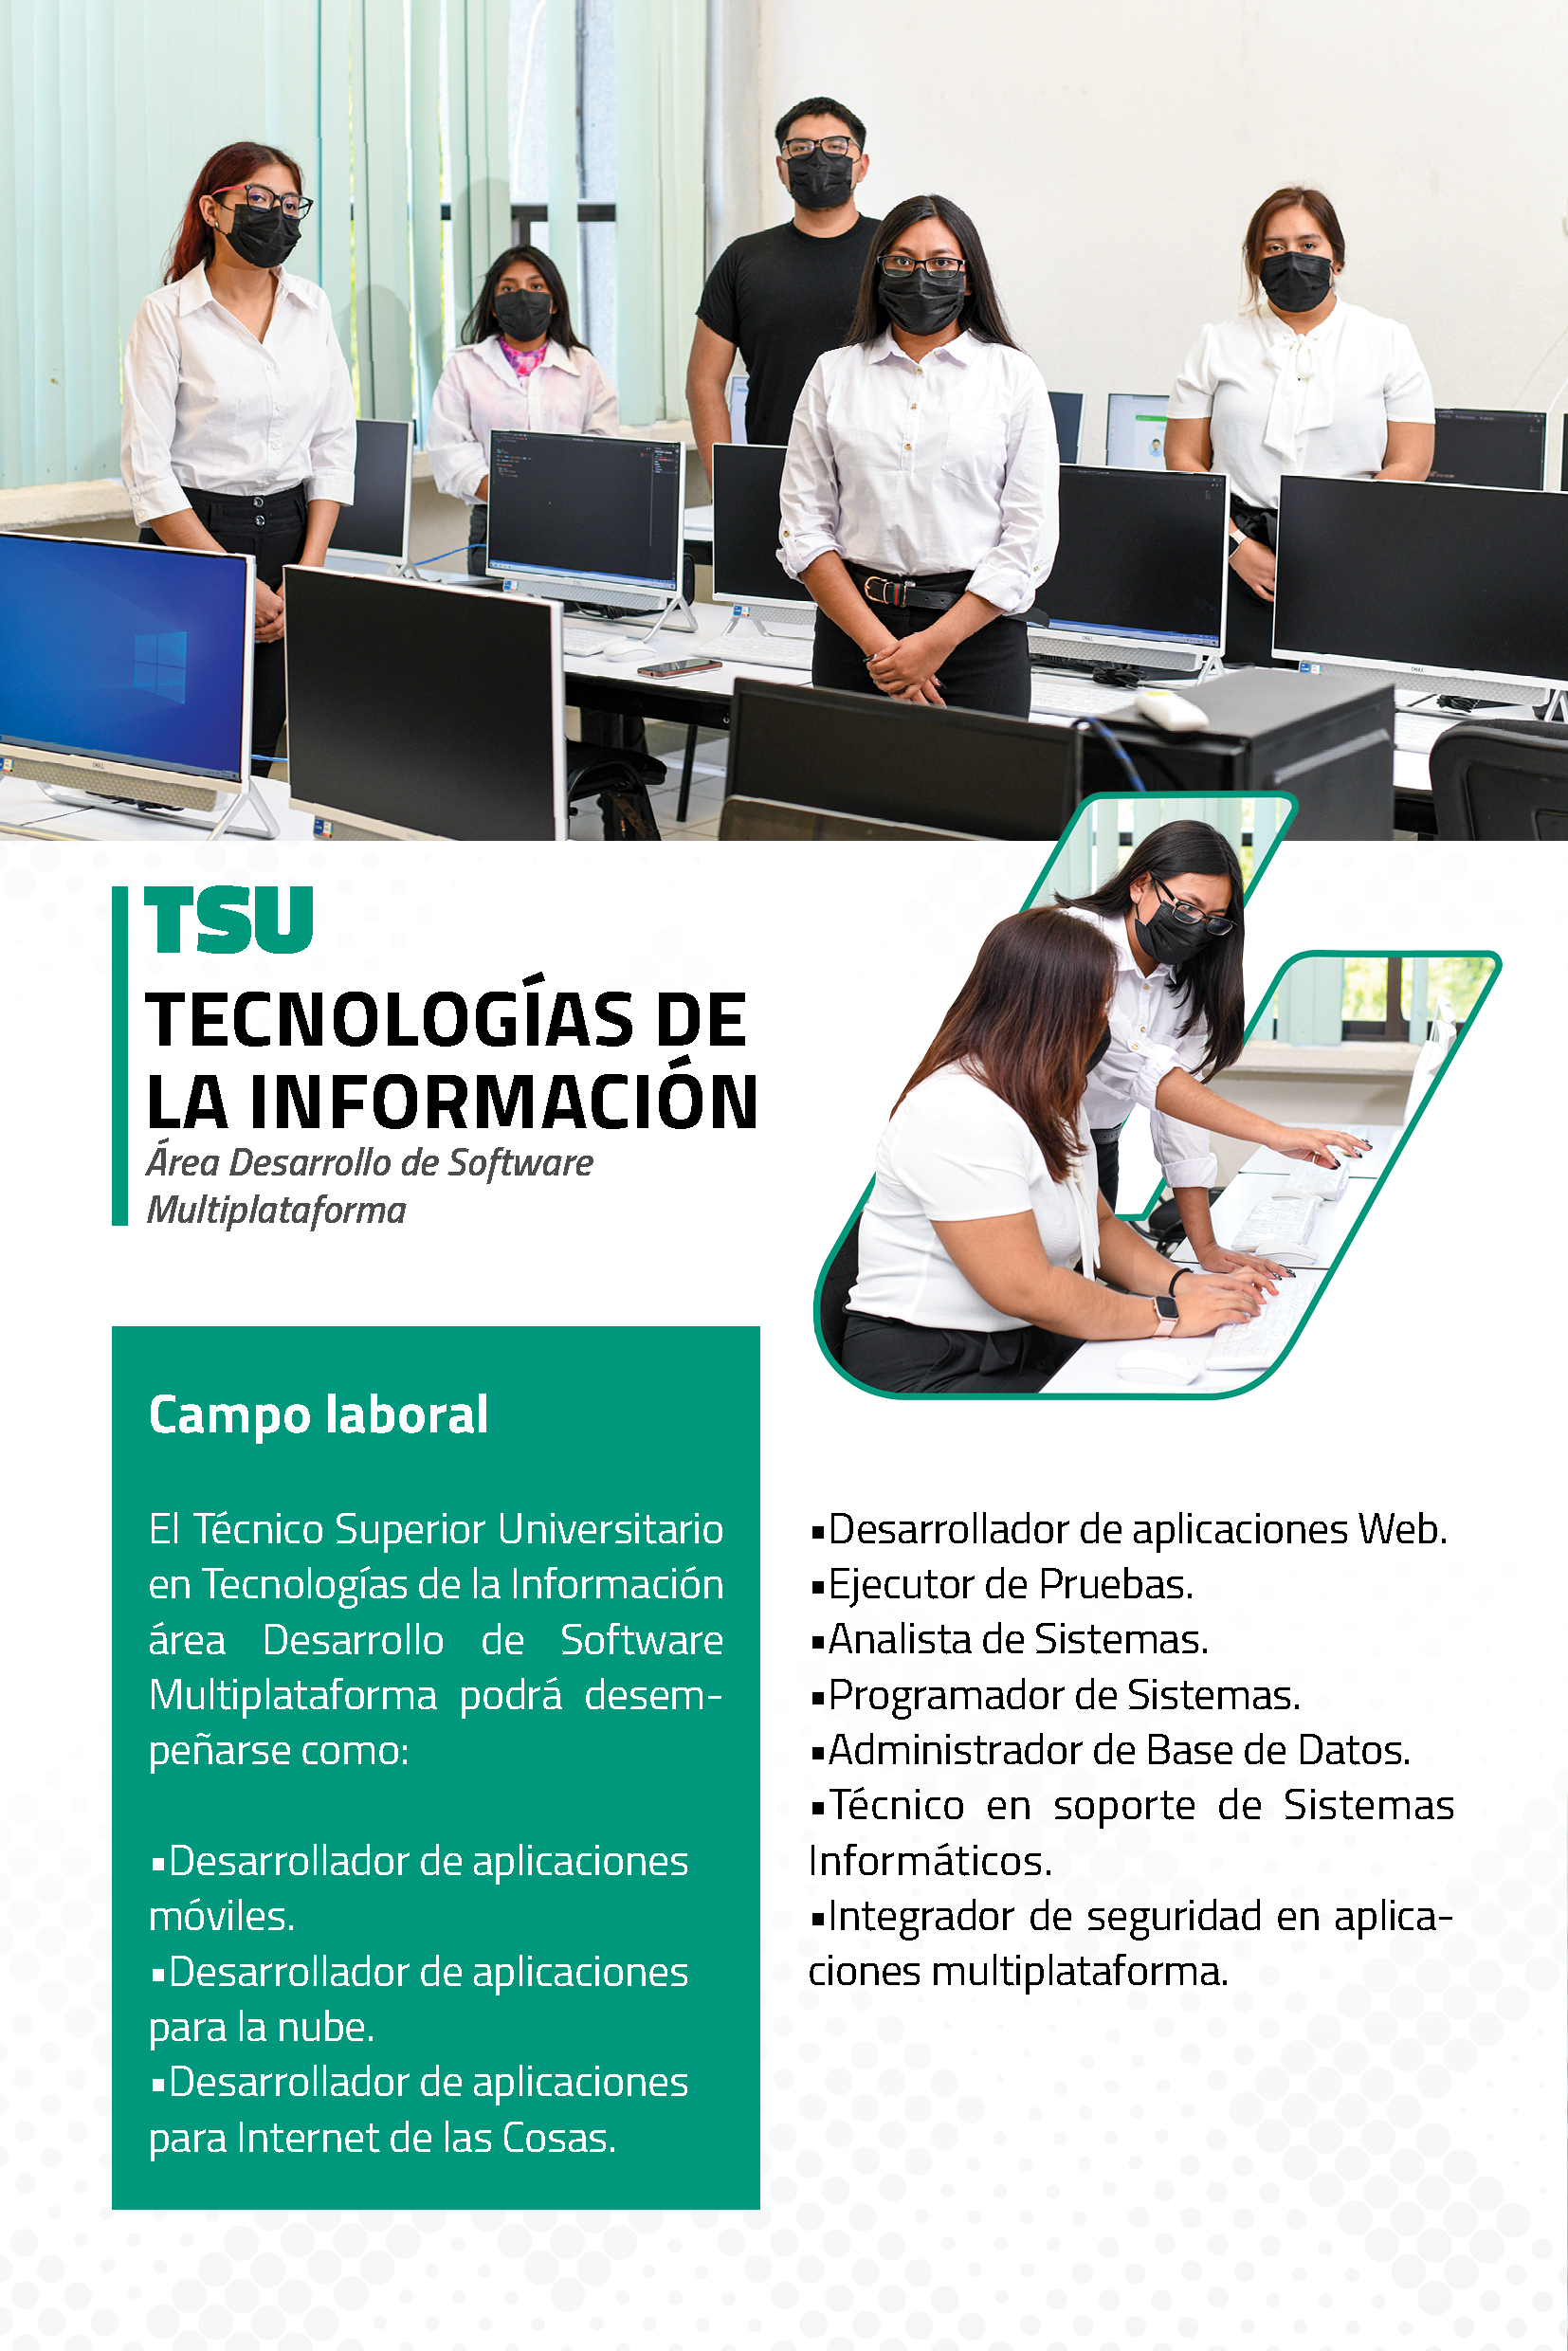 TSU
TECNOLOGÍAS DE
LA INFORMACIÓN
Área Desarrollo de Software
Multiplataforma
Campo laboral
El Técnico Superior Universitario
en Tecnologías de la Información
área Desarrollo de Software
Multiplataforma podrá desem-
peñarse como:
▪Desarrollador de aplicaciones
móviles.
▪Desarrollador de aplicaciones
para la nube.
▪Desarrollador de aplicaciones
para Internet de las Cosas.
▪Desarrollador de aplicaciones Web.
▪Ejecutor de Pruebas.
▪Analista de Sistemas.
▪Programador de Sistemas.
▪Administrador de Base de Datos.
▪Técnico en soporte de Sistemas
Informáticos.
▪Integrador de seguridad en aplica-
ciones multiplataforma.